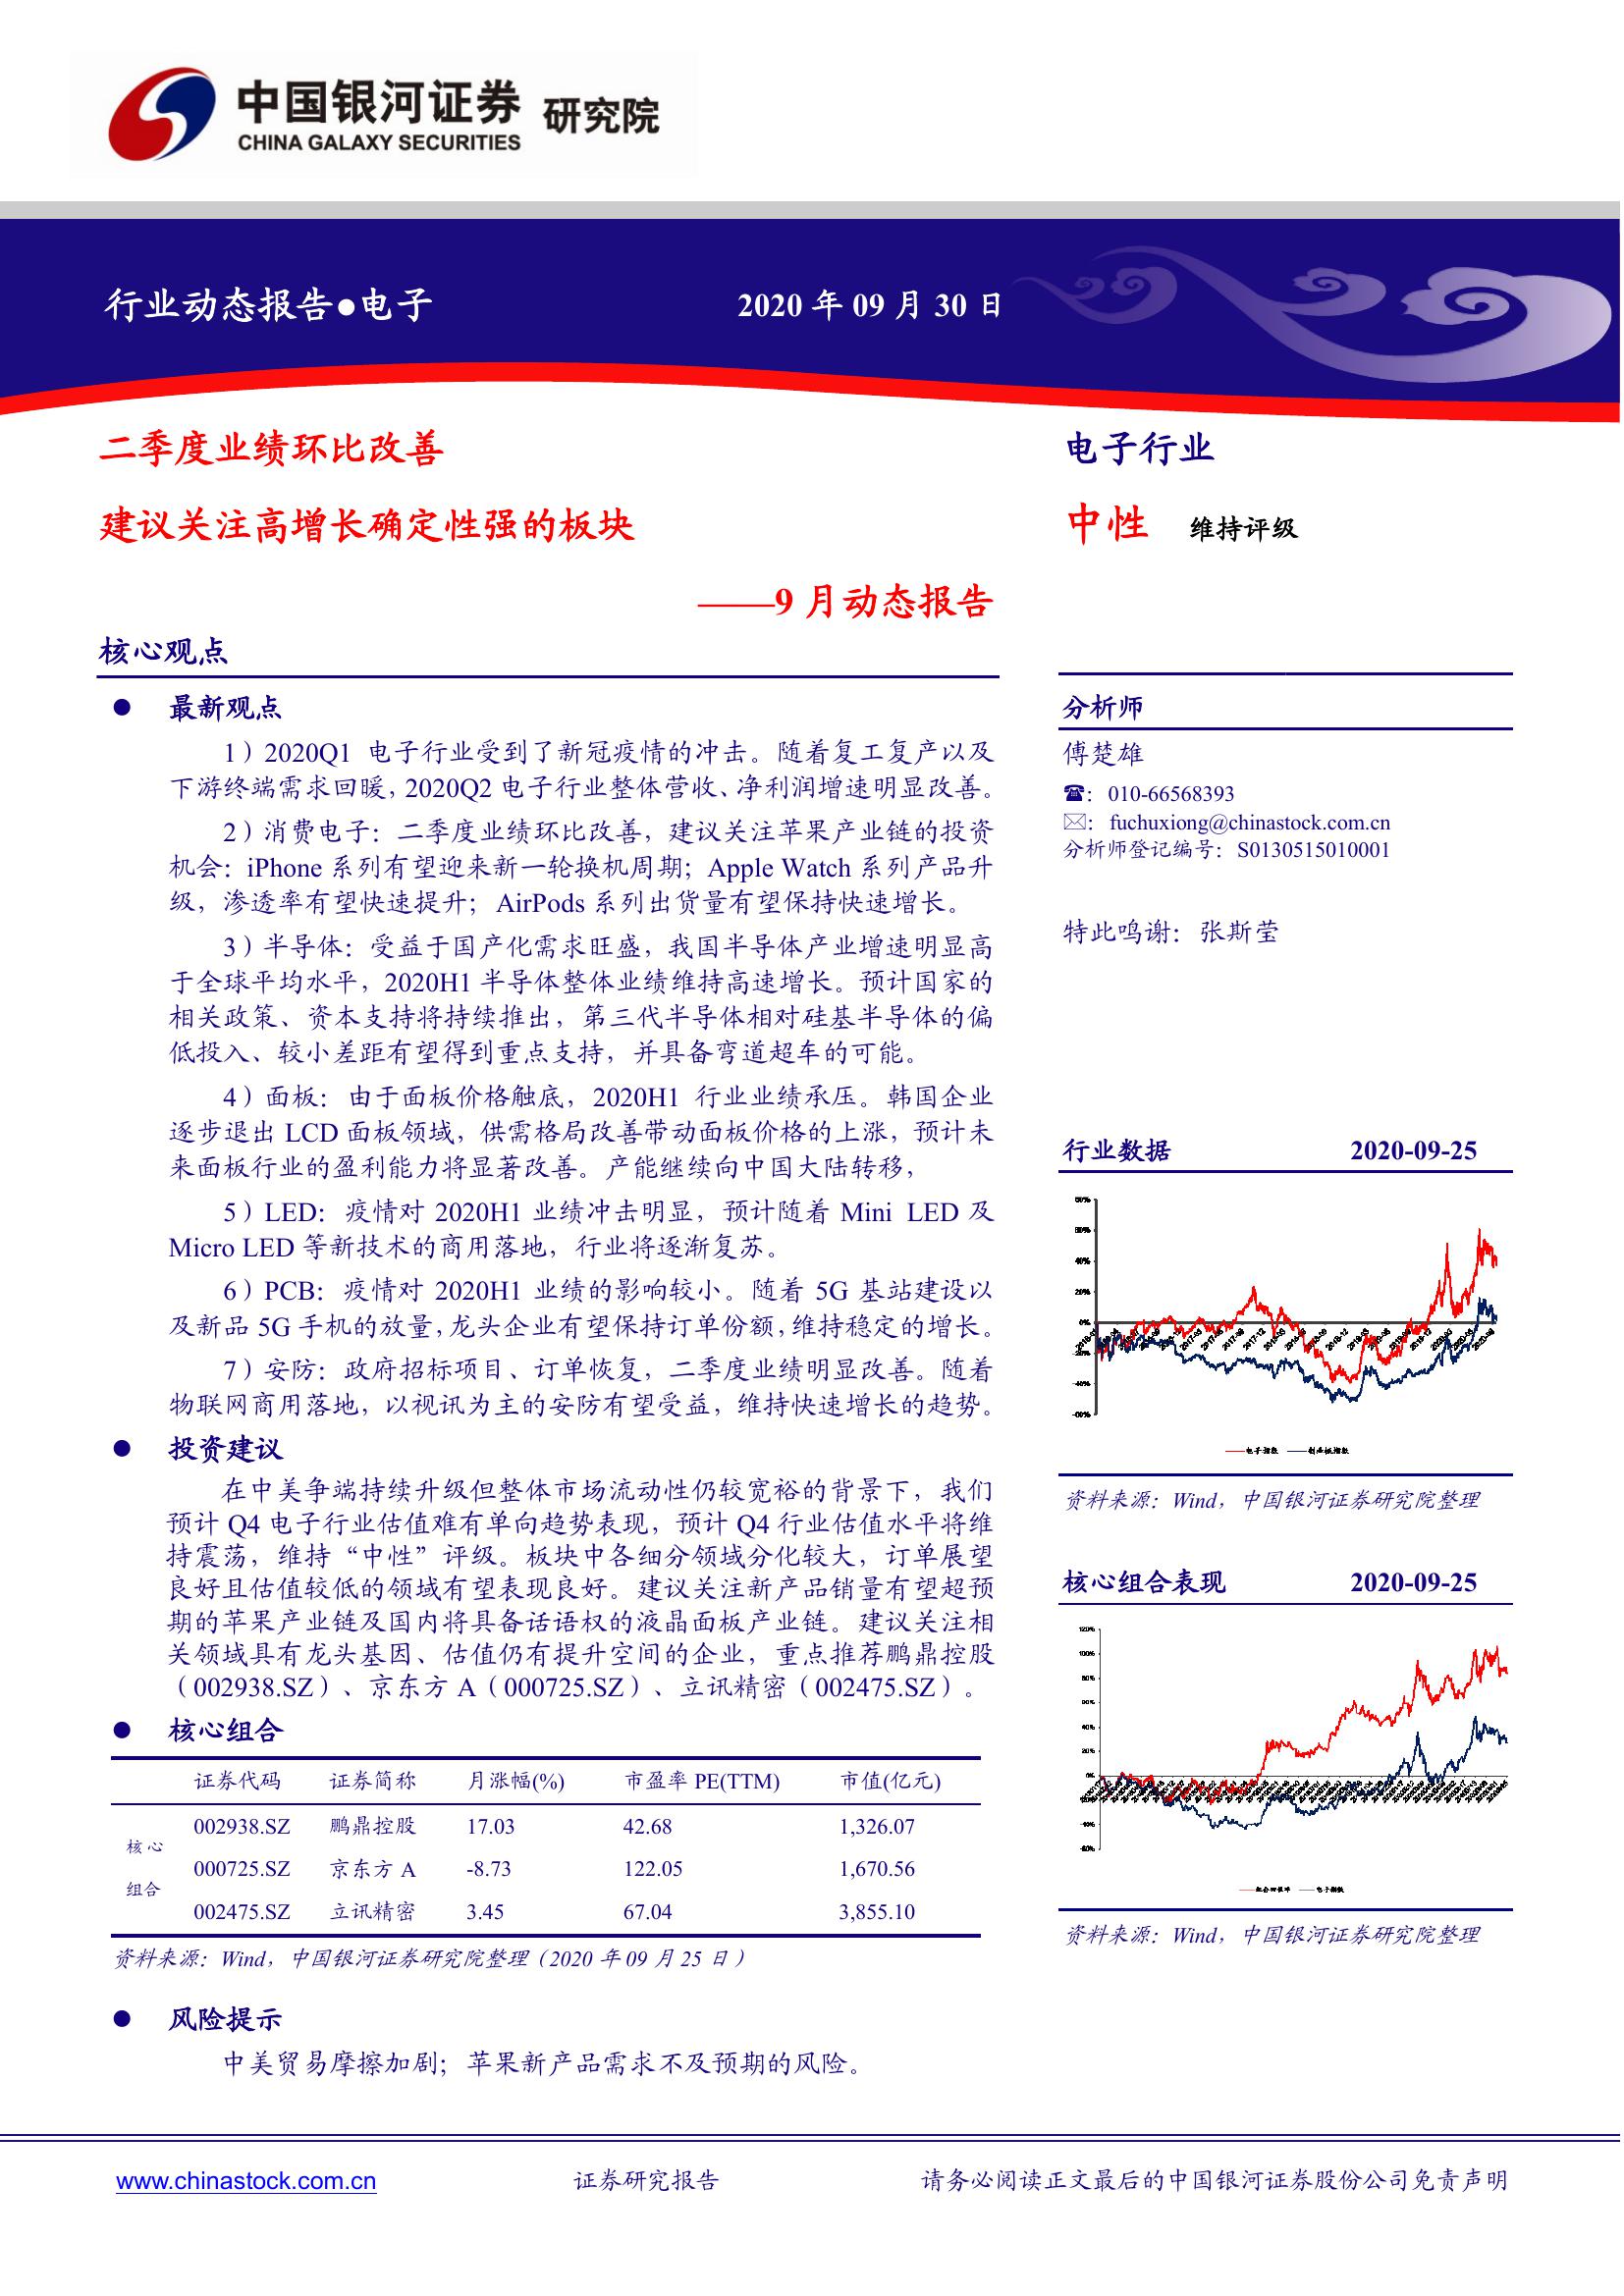 中国银河证券 研究院
CHINA GALAXY SECURITIES
行业动态报告●电子 2020 年 09 月 30 日
二季度业绩环比改善
建议关注高增长确定性强的板块
——9 月动态报告
核心观点
● 最新观点
1）2020Q1 电子行业受到了新冠疫情的冲击。随着复工复产以及
下游终端需求回暖，2020Q2 电子行业整体营收、净利润增速明显改善。
2）消费电子：二季度业绩环比改善，建议关注苹果产业链的投资
机会：iPhone 系列有望迎来新一轮换机周期；Apple Watch 系列产品升
级，渗透率有望快速提升；AirPods 系列出货量有望保持快速增长。
3）半导体：受益于国产化需求旺盛，我国半导体产业增速明显高
于全球平均水平，2020H1 半导体整体业绩维持高速增长。预计国家的
相关政策、资本支持将持续推出，第三代半导体相对硅基半导体的偏
低投入、较小差距有望得到重点支持，并具备弯道超车的可能。
4）面板：由于面板价格触底，2020H1 行业业绩承压。韩国企业
逐步退出 LCD 面板领域，供需格局改善带动面板价格的上涨，预计未
来面板行业的盈利能力将显著改善。产能继续向中国大陆转移，
5）LED：疫情对 2020H1 业绩冲击明显，预计随着 Mini LED 及
Micro LED 等新技术的商用落地，行业将逐渐复苏。
6）PCB：疫情对 2020H1 业绩的影响较小。随着 5G 基站建设以
及新品 5G 手机的放量，龙头企业有望保持订单份额，维持稳定的增长。
7）安防：政府招标项目、订单恢复，二季度业绩明显改善。随着
物联网商用落地，以视讯为主的安防有望受益，维持快速增长的趋势。
● 投资建议
在中美争端持续升级但整体市场流动性仍较宽裕的背景下，我们
预计 Q4 电子行业估值难有单向趋势表现，预计 Q4 行业估值水平将维
持震荡，维持“中性”评级。板块中各细分领域分化较大，订单展望
良好且估值较低的领域有望表现良好。建议关注新产品销量有望超预
期的苹果产业链及国内将具备话语权的液晶面板产业链。建议关注相
关领域具有龙头基因、估值仍有提升空间的企业，重点推荐鹏鼎控股
（002938.SZ）、京东方 A（000725.SZ）、立讯精密（002475.SZ）。
● 核心组合
证券代码 证券简称 月涨幅(%) 市盈率 PE(TTM) 市值(亿元)
核心
组合
002938.SZ 鹏鼎控股 17.03 42.68 1,326.07
000725.SZ 京东方 A -8.73 122.05 1,670.56
002475.SZ 立讯精密 3.45 67.04 3,855.10
资料来源：Wind，中国银河证券研究院整理（2020 年 09 月 25 日）
● 风险提示
中美贸易摩擦加剧；苹果新产品需求不及预期的风险。
电子行业
中性 维持评级
分析师
傅楚雄
☎：010-66568393
✉：fuchuxiong@chinastock.com.cn
分析师登记编号：S0130515010001
特此鸣谢：张斯莹
行业数据 2020-09-25
40%
20%
0%
电子指数 创业板指数
资料来源：Wind，中国银河证券研究院整理
核心组合表现 2020-09-25
120%
100%
80%
60%
40%
20%
0%
资料来源：Wind，中国银河证券研究院整理
www.chinastock.com.cn 证券研究报告 请务必阅读正文最后的中国银河证券股份公司免责声明